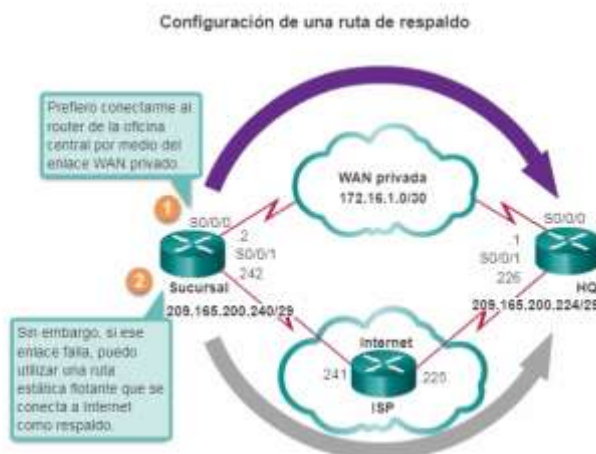 Configuración de una ruta de respaldo
Prefiero conectarme al
router de la oficina
central por medio del
enlace WAN privado.
1
WAN privada
172.16.1.0/30
S0/0/0
.2
S0/0/1
242
Sucursal
209.165.200.240/29
S0/0/0
.1
S0/0/1
226
HQ
209.165.200.224/29
2
Sin embargo, si ese
enlace falla, puedo
utilizar una ruta
estática flotante que se
conecta a Internet
como respaldo.
Internet
241
225
ISP